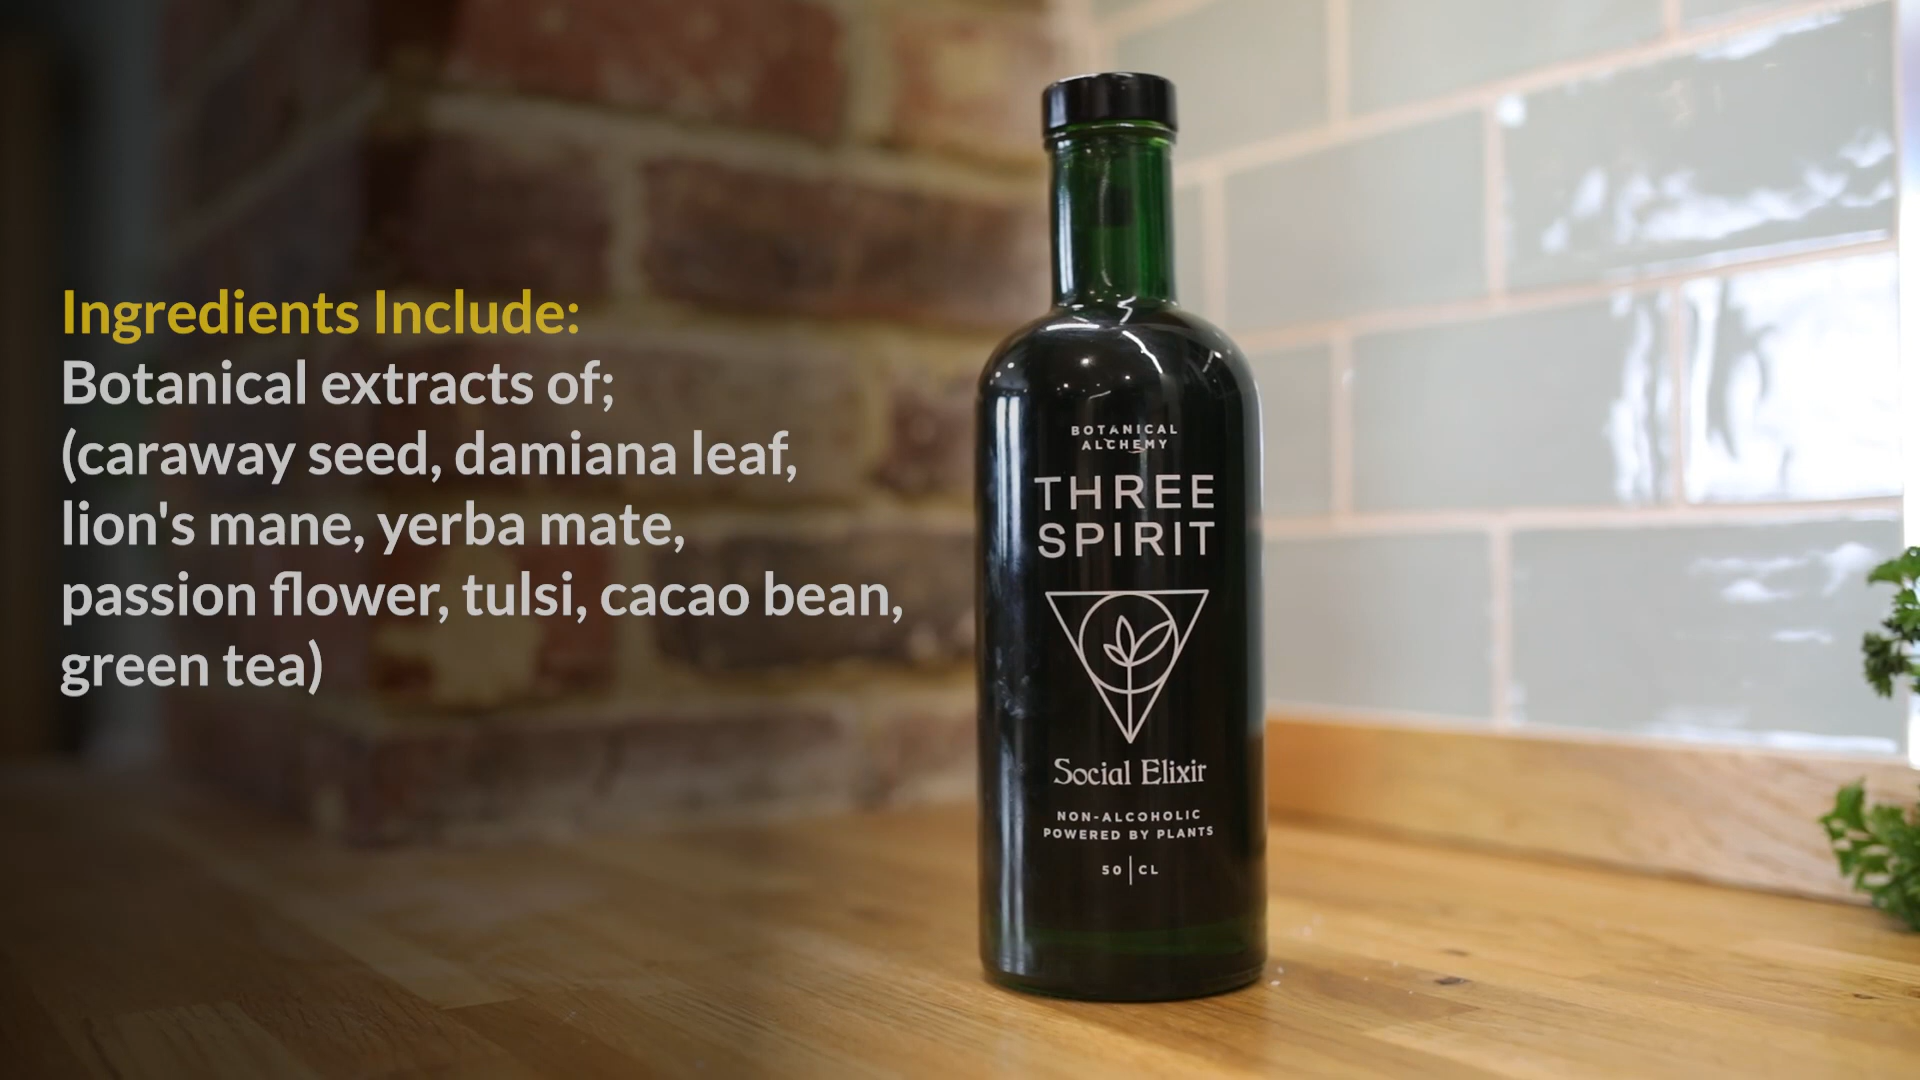 Ingredients Include:
Botanical extracts of;
(caraway seed, damiana leaf,
lion's mane, yerba mate,
passion flower, tulsi, cacao bean,
green tea)
BOTANICAL
ALCHEMY
THREE
SPIRIT
Social Elixir
NON-ALCOHOLIC
POWERED BY PLANTS
50 CL